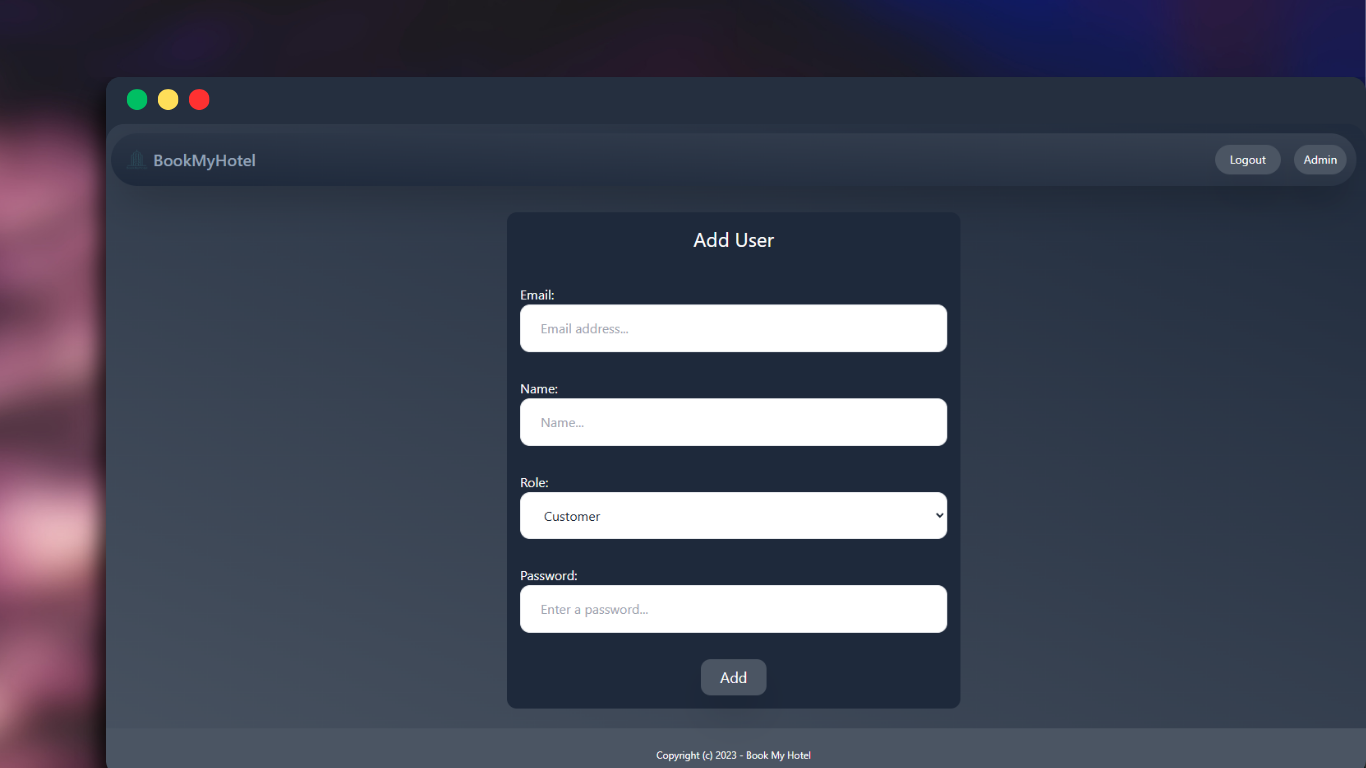 BookMyHotel
Logout
Admin
Add User
Email:
Email address...
Name:
Name...
Role:
Customer
Password:
Enter a password...
Add
Copyright (c) 2023 - Book My Hotel